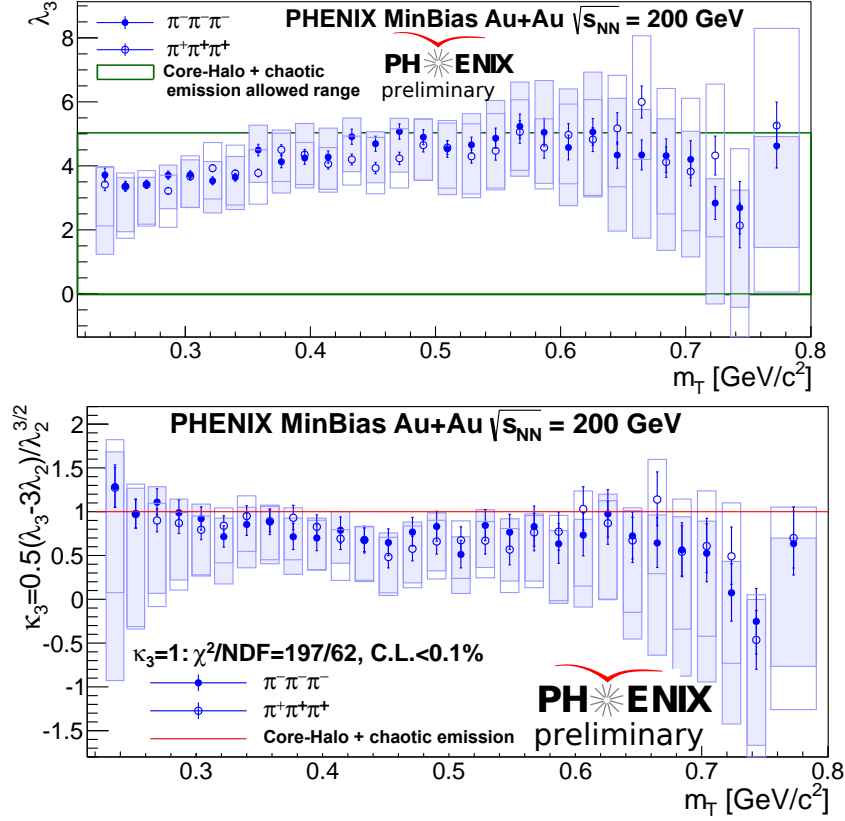 PHENIX MinBias Au+Au √sNN = 200 GeV
λ3
π⁻π⁻π⁻
π⁺π⁺π⁺
Core-Halo + chaotic
emission allowed range
PHENIX
preliminary
8
6
4
2
0
0.3 0.4 0.5 0.6 0.7 0.8
mT [GeV/c²]
PHENIX MinBias Au+Au √sNN = 200 GeV
κ3=0.5(λ3-3λ2)/λ2^3/2
2
1.5
1
0.5
0
-0.5
-1
-1.5
κ3=1: χ²/NDF=197/62, C.L.<0.1%
π⁻π⁻π⁻
π⁺π⁺π⁺
Core-Halo + chaotic emission
PHENIX
preliminary
0.3 0.4 0.5 0.6 0.7 0.8
mT [GeV/c²]